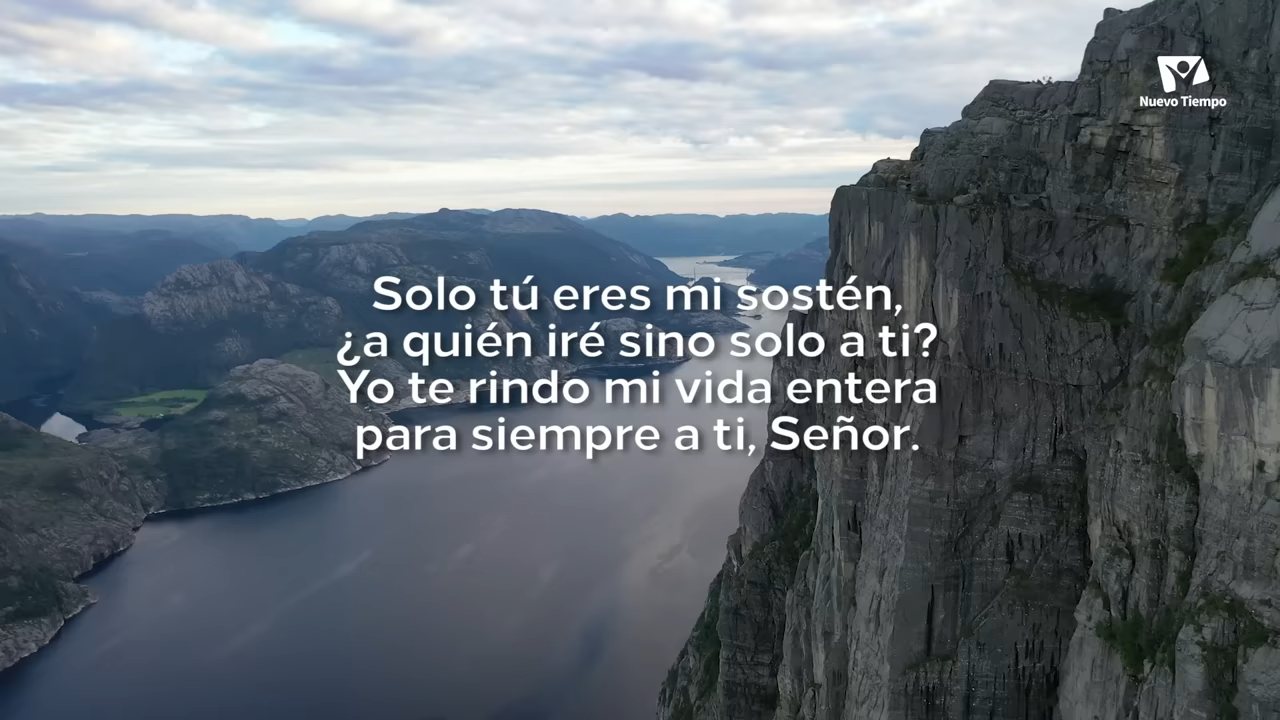 Nuevo Tiempo
Solo tú eres mi sostén,
¿a quién iré sino solo a ti?
Yo te rindo mi vida entera
para siempre a ti, Señor.